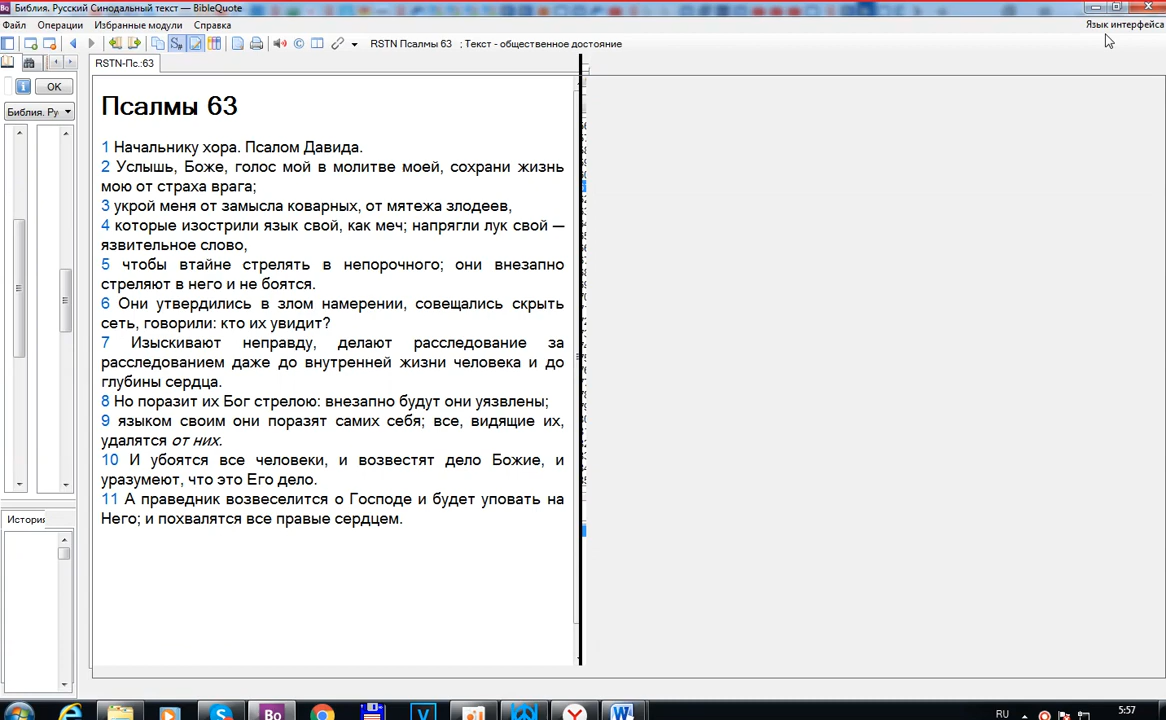 Библия. Русский Синодальный текст — BibleQuote
Файл Операции Избранные модули Справка Язык интерфейса
RSTN Псалмы 63 ; Текст - общественное достояние
RSTN-Пс.:63
OK
Библия. Ру
Псалмы 63
1 Начальнику хора. Псалом Давида.
2 Услышь, Боже, голос мой в молитве моей, сохрани жизнь
мою от страха врага;
3 укрой меня от замысла коварных, от мятежа злодеев,
4 которые изострили язык свой, как меч; напрягли лук свой —
язвительное слово,
5 чтобы втайне стрелять в непорочного; они внезапно
стреляют в него и не боятся.
6 Они утвердились в злом намерении, совещались скрыть
сеть, говорили: кто их увидит?
7 Изыскивают неправду, делают расследование за
расследованием даже до внутренней жизни человека и до
глубины сердца.
8 Но поразит их Бог стрелою: внезапно будут они уязвлены;
9 языком своим они поразят самих себя; все, видящие их,
удалятся от них.
10 И убоятся все человеки, и возвестят дело Божие, и
уразумеют, что это Его дело.
11 А праведник возвеселится о Господе и будет уповать на
Него; и похвалятся все правые сердцем.
История
RU 5:57